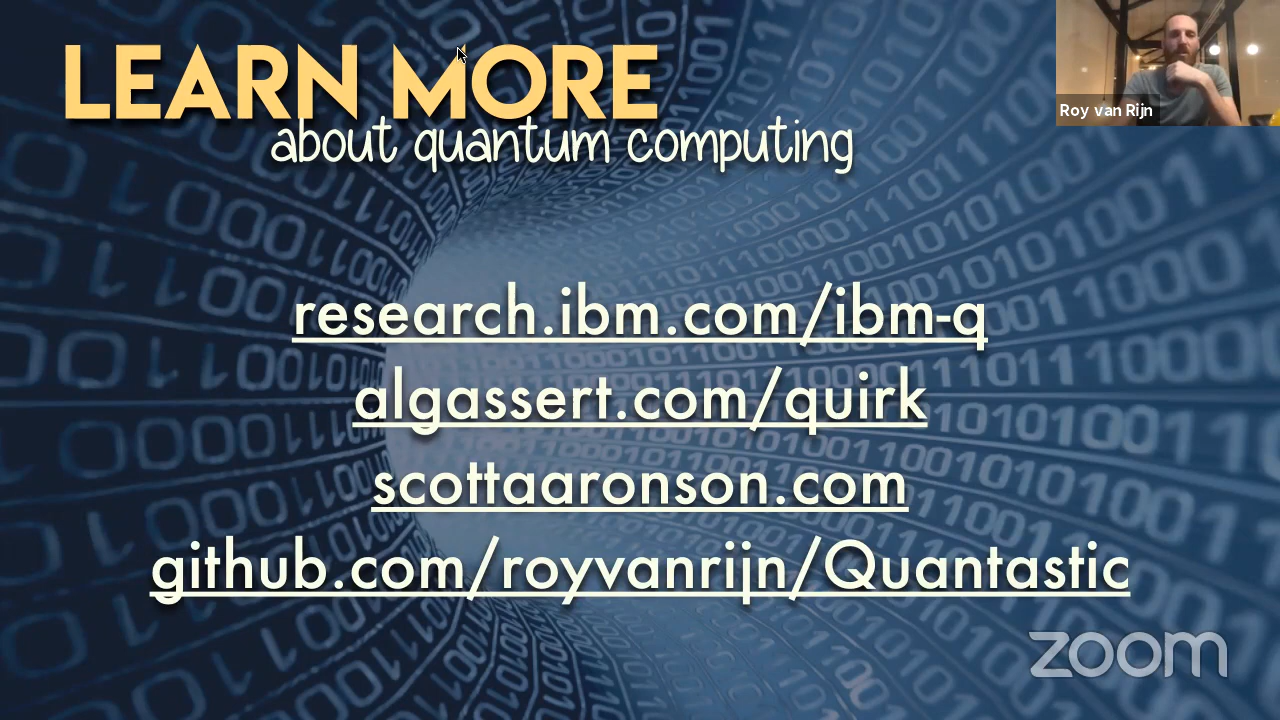 LEARN MORE
about quantum computing
Roy van Rijn
research.ibm.com/ibm-q
algassert.com/quirk
scottaaronson.com
github.com/royvanrijn/Quantastic
zoom